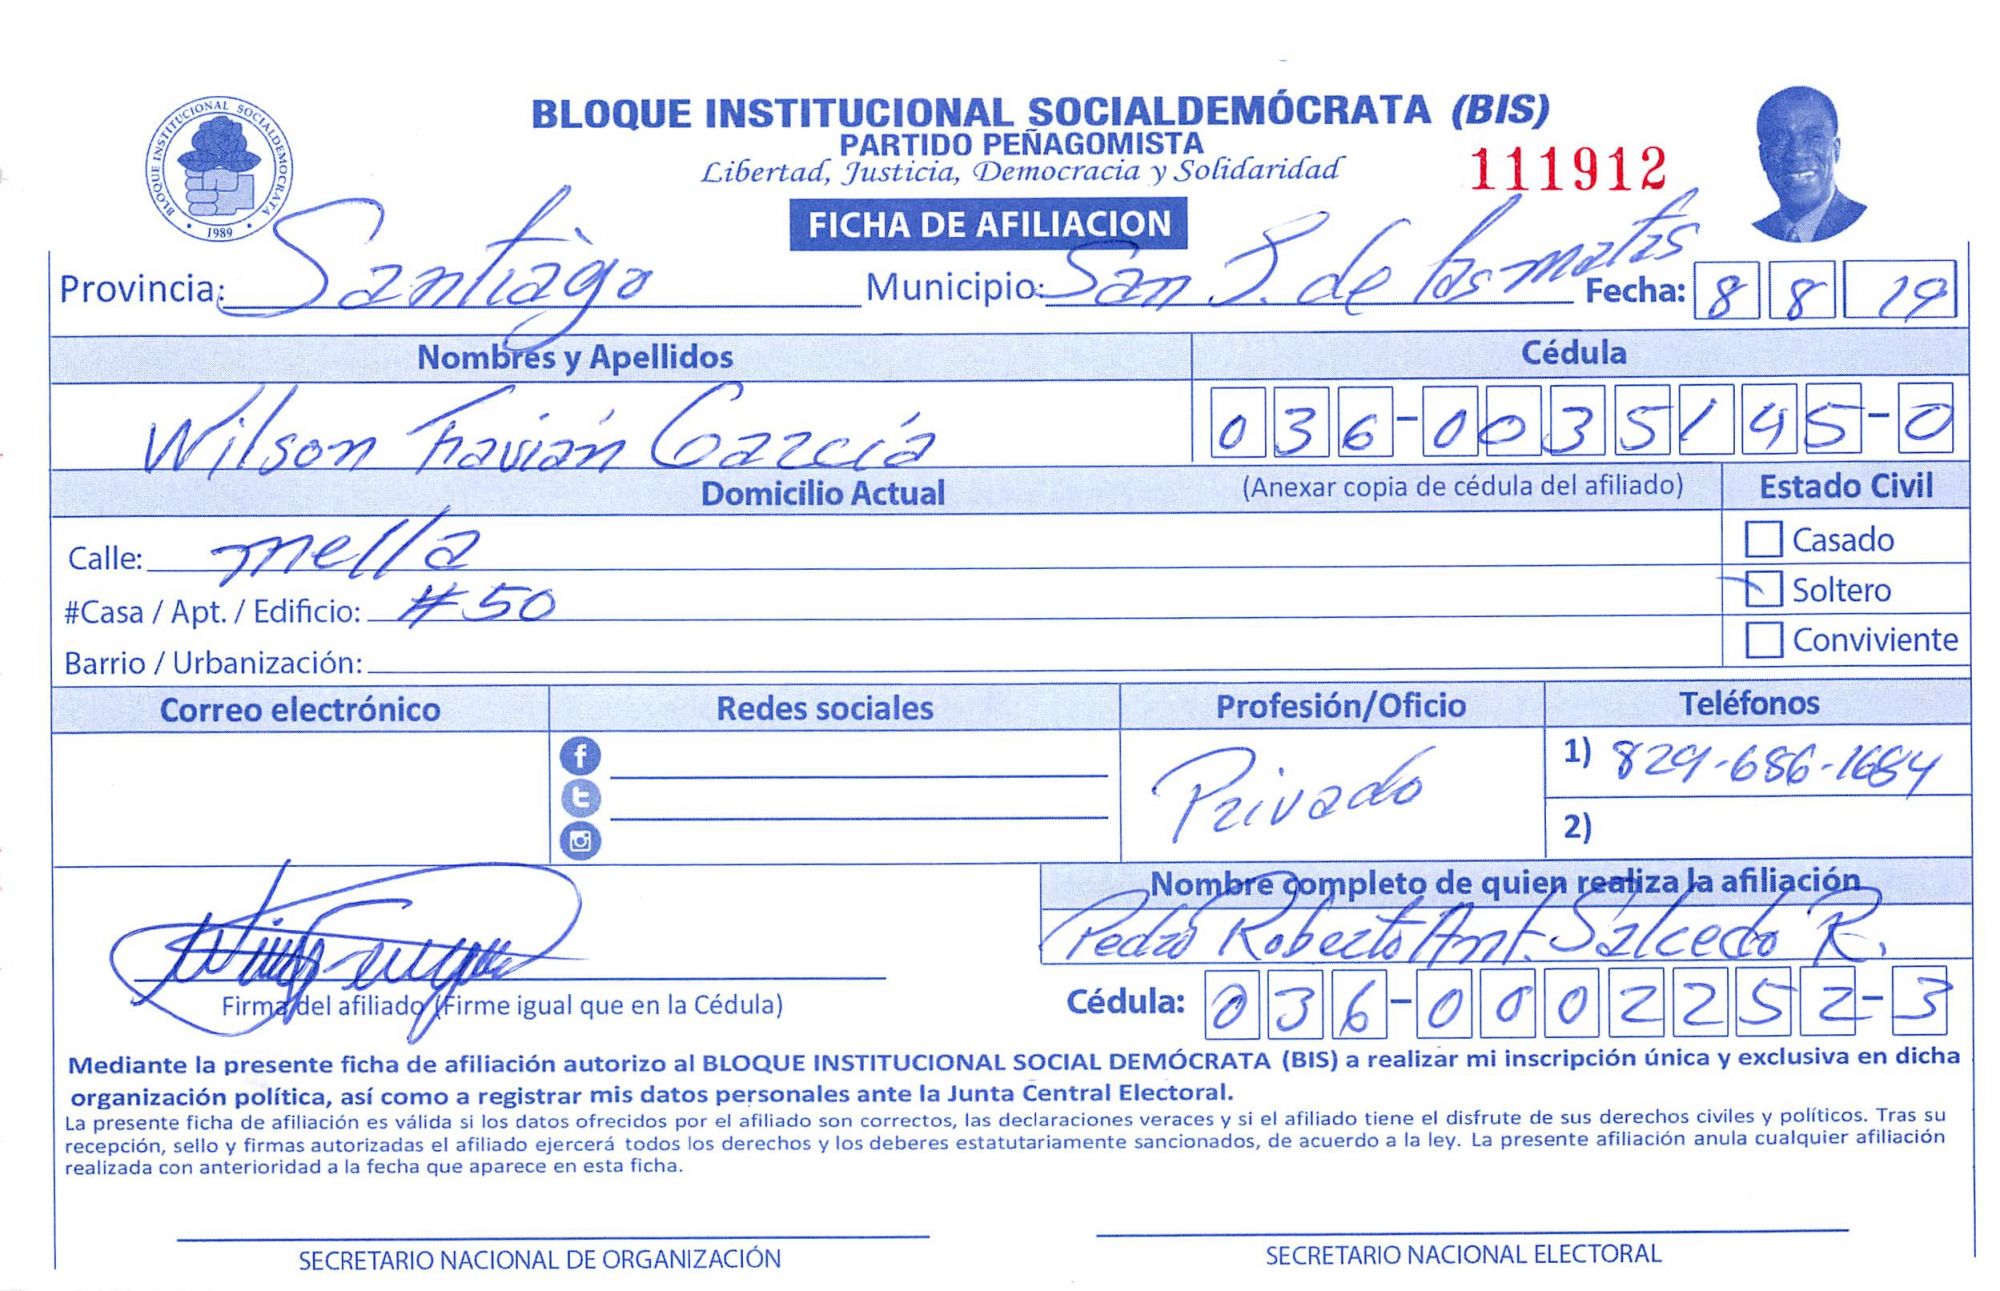 BLOQUE INSTITUCIONAL SOCIALDEMÓCRATA (BIS)
PARTIDO PEÑAGOMISTA
Libertad, Justicia, Democracia y Solidaridad
111912
BLOQUE INSTITUCIONAL SOCIALDEMOCRATA
1989
FICHA DE AFILIACION
Provincia: Santiago Municipio: San J. de las matas Fecha: 8 8 19
Nombres y Apellidos Cédula
Wilson Fravián García 036-0035145-0
Domicilio Actual (Anexar copia de cédula del afiliado) Estado Civil
Calle: mella Casado
#Casa / Apt. / Edificio: #50 Soltero
Barrio / Urbanización: Conviviente
Correo electrónico Redes sociales Profesión/Oficio Teléfonos
Privado 1) 829-686-1684
2)
Nombre completo de quien realiza la afiliación
Pedro Roberto Ant. Salcedo R.
Firma del afiliado (Firme igual que en la Cédula) Cédula: 036-0002252-3
Mediante la presente ficha de afiliación autorizo al BLOQUE INSTITUCIONAL SOCIAL DEMÓCRATA (BIS) a realizar mi inscripción única y exclusiva en dicha
organización política, así como a registrar mis datos personales ante la Junta Central Electoral.
La presente ficha de afiliación es válida si los datos ofrecidos por el afiliado son correctos, las declaraciones veraces y si el afiliado tiene el disfrute de sus derechos civiles y políticos. Tras su
recepción, sello y firmas autorizadas el afiliado ejercerá todos los derechos y los deberes estatutariamente sancionados, de acuerdo a la ley. La presente afiliación anula cualquier afiliación
realizada con anterioridad a la fecha que aparece en esta ficha.
SECRETARIO NACIONAL DE ORGANIZACIÓN SECRETARIO NACIONAL ELECTORAL